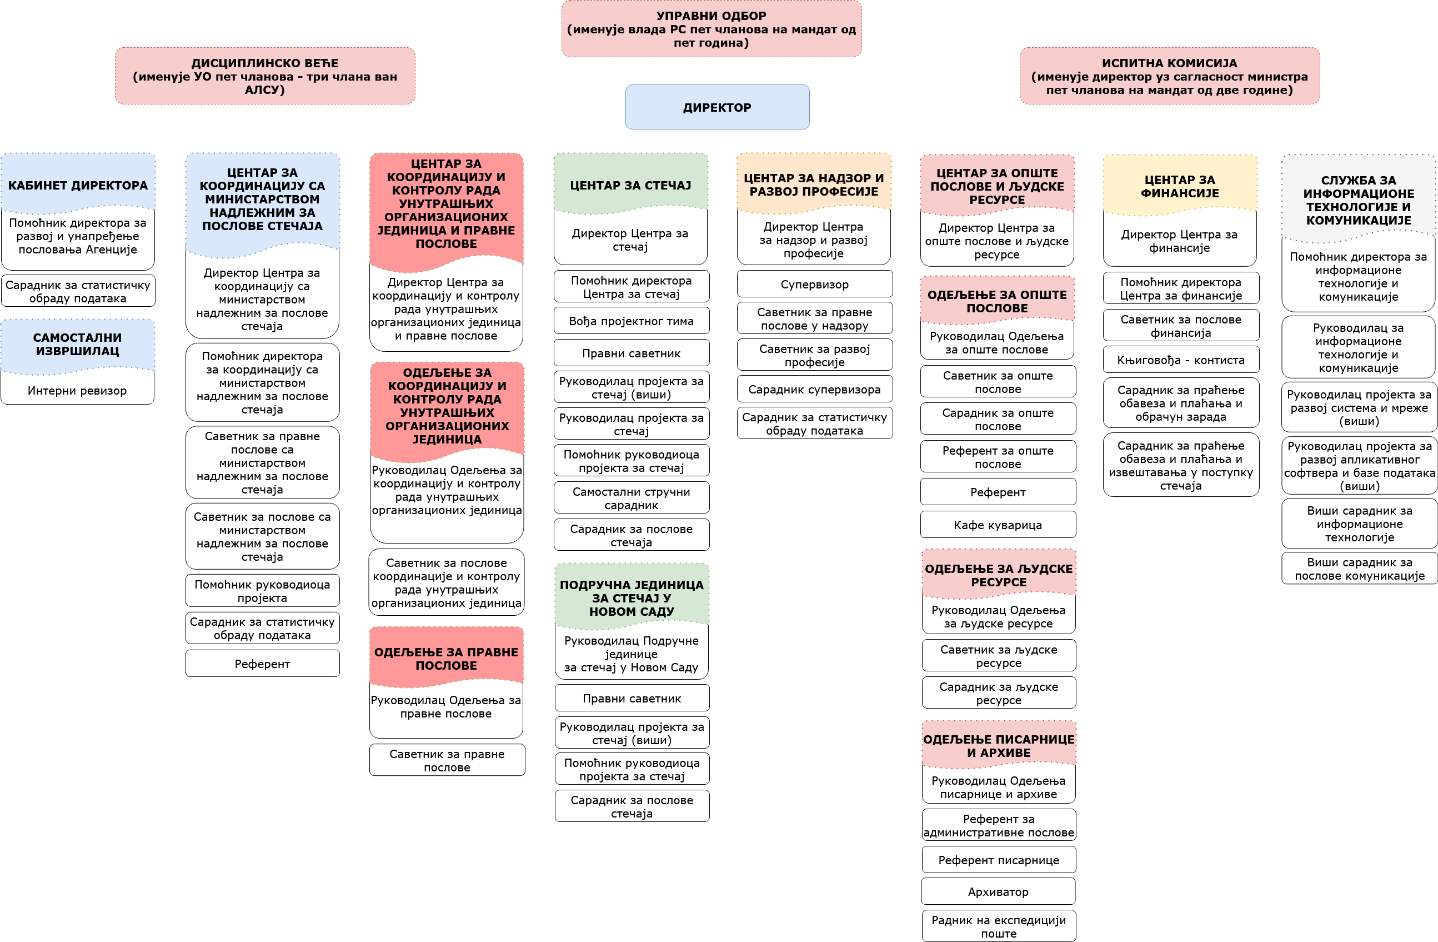 УПРАВНИ ОДБОР
(именује влада РС пет чланова на мандат од
пет година)
ДИСЦИПЛИНСКО ВЕЋЕ
(именује УО пет чланова – три члана ван
АЛСУ)
ИСПИТНА КОМИСИЈА
(именује директор уз сагласност министра
пет чланова на мандат од две године)
ДИРЕКТОР
КАБИНЕТ ДИРЕКТОРА
Помоћник директора за
развој и унапређење
пословања Агенције
Сарадник за статистичку
обраду података
САМОСТАЛНИ
ИЗВРШИЛАЦ
Интерни ревизор
ЦЕНТАР ЗА
КООРДИНАЦИЈУ СА
МИНИСТАРСТВОМ
НАДЛЕЖНИМ ЗА
ПОСЛОВЕ СТЕЧАЈА
Директор Центра за
координацију са
министарством
надлежним за послове
стечаја
Помоћник директора
за координацију са
министарством
надлежним за послове
стечаја
Саветник за правне
послове са
министарством
надлежним за послове
стечаја
Саветник за послове са
министарством
надлежним за послове
стечаја
Помоћник руководиоца
пројекта
Сарадник за статистичку
обраду података
Референт
ЦЕНТАР ЗА
КООРДИНАЦИЈУ И
КОНТРОЛУ РАДА
УНУТРАШЊИХ
ОРГАНИЗАЦИОНИХ
ЈЕДИНИЦА И ПРАВНЕ
ПОСЛОВЕ
Директор Центра за
координацију и контролу
рада унутрашњих
организационих јединица
и правне послове
ОДЕЉЕЊЕ ЗА
КООРДИНАЦИЈУ И
КОНТРОЛУ РАДА
УНУТРАШЊИХ
ОРГАНИЗАЦИОНИХ
ЈЕДИНИЦА
Руководилац Одељења за
координацију и контролу
рада унутрашњих
организационих јединица
Саветник за послове
координације и контролу
рада унутрашњих
организационих јединица
ОДЕЉЕЊЕ ЗА ПРАВНЕ
ПОСЛОВЕ
Руководилац Одељења за
правне послове
Саветник за правне
послове
ЦЕНТАР ЗА СТЕЧАЈ
Директор Центра за
стечај
Помоћник директора
Центра за стечај
Вођа пројектног тима
Правни саветник
Руководилац пројекта за
стечај (виши)
Руководилац пројекта за
стечај
Помоћник руководиоца
пројекта за стечај
Самостални стручни
сарадник
Сарадник за послове
стечаја
ПОДРУЧНА ЈЕДИНИЦА
ЗА СТЕЧАЈ У
НОВОМ САДУ
Руководилац Подручне
јединице
за стечај у Новом Саду
Правни саветник
Руководилац пројекта за
стечај (виши)
Помоћник руководиоца
пројекта за стечај
Сарадник за послове
стечаја
ЦЕНТАР ЗА НАДЗОР И
РАЗВОЈ ПРОФЕСИЈЕ
Директор Центра
за надзор и развој
професије
Супервизор
Саветник за правне
послове у надзору
Саветник за развој
професије
Сарадник супервизора
Сарадник за статистичку
обраду података
ЦЕНТАР ЗА ОПШТЕ
ПОСЛОВЕ И ЉУДСКЕ
РЕСУРСЕ
Директор Центра за
опште послове и људске
ресурсе
ОДЕЉЕЊЕ ЗА ОПШТЕ
ПОСЛОВЕ
Руководилац Одељења
за опште послове
Саветник за опште
послове
Сарадник за опште
послове
Референт за опште
послове
Референт
Кафе куварица
ОДЕЉЕЊЕ ЗА ЉУДСКЕ
РЕСУРСЕ
Руководилац Одељења
за људске ресурсе
Саветник за људске
ресурсе
Сарадник за људске
ресурсе
ОДЕЉЕЊЕ ПИСАРНИЦЕ
И АРХИВЕ
Руководилац Одељења
писарнице и архиве
Референт за
административне послове
Референт писарнице
Архиватор
Радник на експедицији
поште
ЦЕНТАР ЗА
ФИНАНСИЈЕ
Директор Центра за
финансије
Помоћник директора
Центра за финансије
Саветник за послове
финансија
Књиговођа - контиста
Сарадник за праћење
обавеза и плаћања и
обрачун зарада
Сарадник за праћење
обавеза и плаћања и
извештавања у поступку
стечаја
СЛУЖБА ЗА
ИНФОРМАЦИОНЕ
ТЕХНОЛОГИЈЕ И
КОМУНИКАЦИЈЕ
Помоћник директора за
информационе
технологије и
комуникације
Руководилац за
информационе
технологије и
комуникације
Руководилац пројекта за
развој система и мреже
(виши)
Руководилац пројекта за
развој апликативног
софтвера и базе података
(виши)
Виши сарадник за
информационе
технологије
Виши сарадник за
послове комуникације